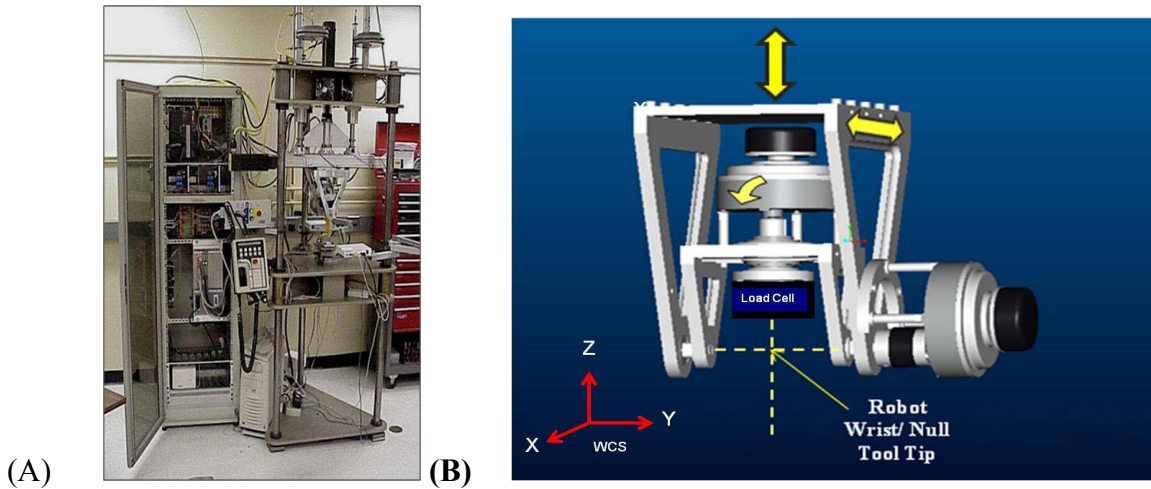 Load Cell
Z
Y
X
WCS
Robot
Wrist/ Null
Tool Tip
(A)
(B)